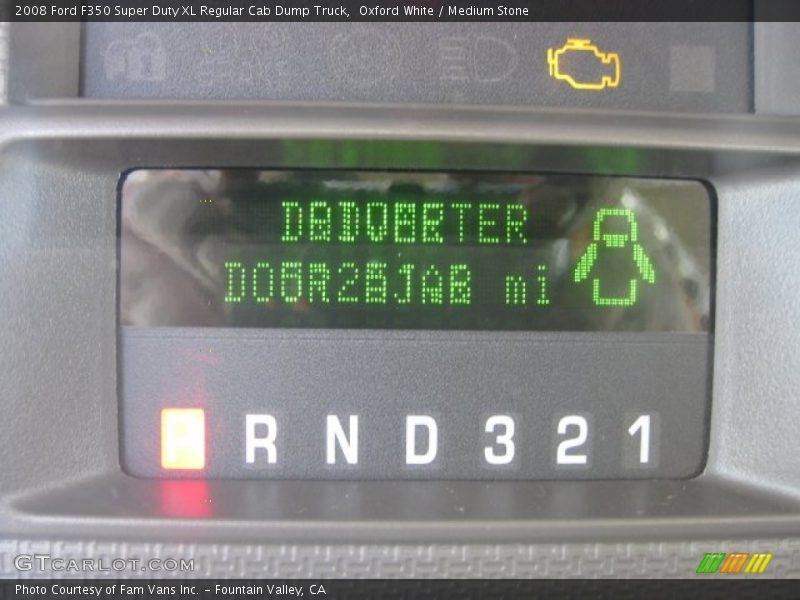 2008 Ford F350 Super Duty XL Regular Cab Dump Truck,  Oxford White / Medium Stone
mi
P R N D 3 2 1
GTCARLOT.COM
Photo Courtesy of Fam Vans Inc. – Fountain Valley, CA